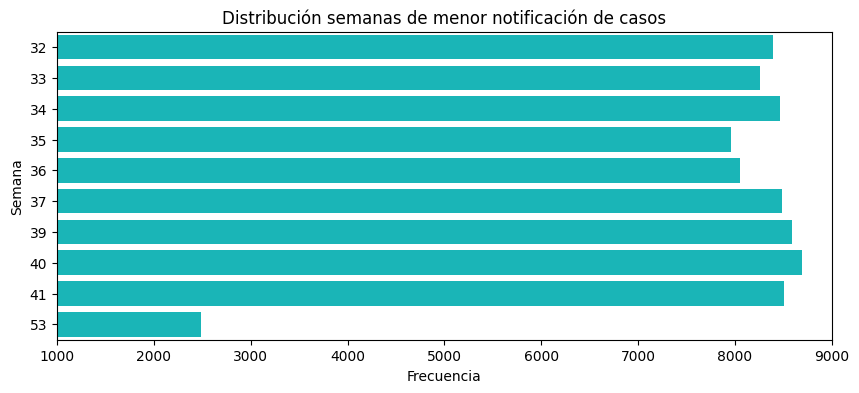 Distribución semanas de menor notificación de casos
Semana
32
33
34
35
36
37
39
40
41
53
1000 2000 3000 4000 5000 6000 7000 8000 9000
Frecuencia